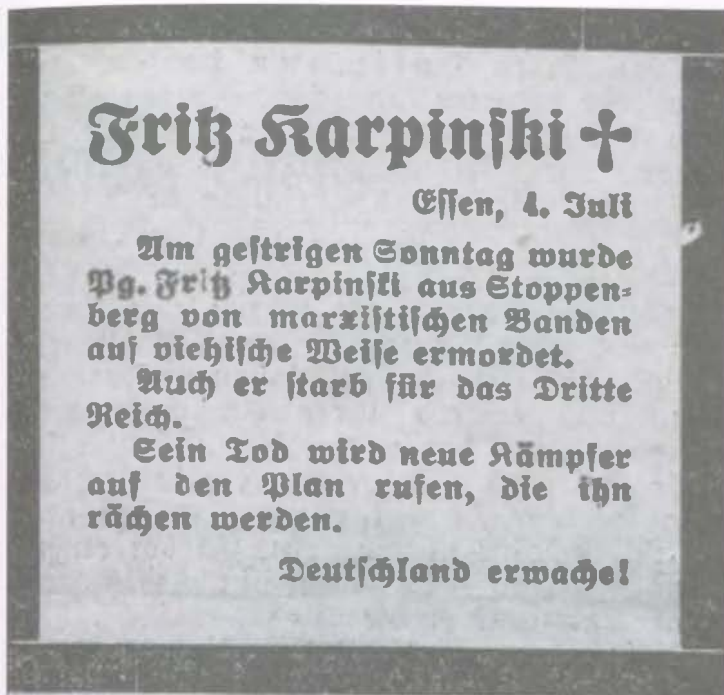 Fritz Karpinski †
Essen, 4. Juli
Am gestrigen Sonntag wurde
Pg. Fritz Karpinski aus Stoppen-
berg von marxistischen Banden
auf viehische Weise ermordet.
Auch er starb für das Dritte
Reich.
Sein Tod wird neue Kämpfer
auf den Plan rufen, die ihn
rächen werden.
Deutschland erwache!